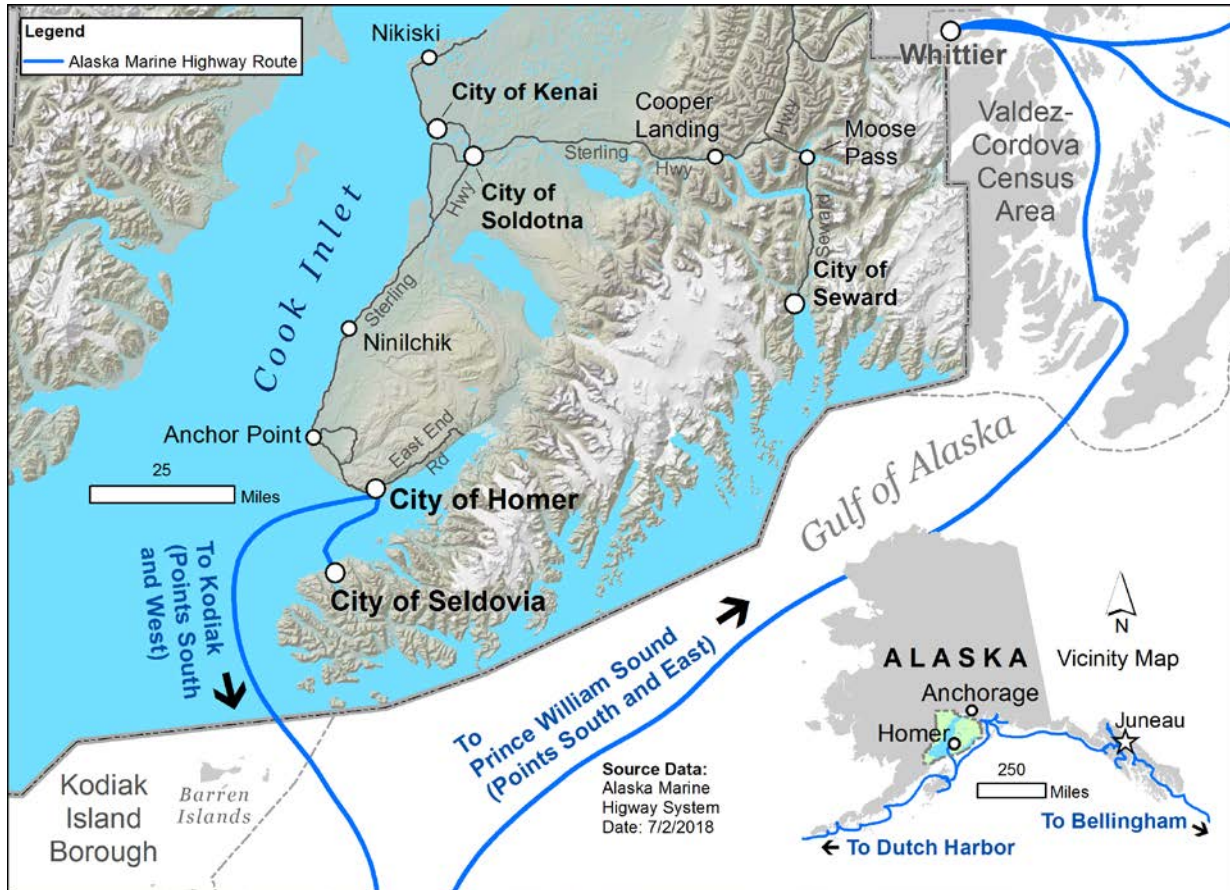 Legend
Alaska Marine Highway Route
Nikiski
City of Kenai
Cooper
Landing
Hwy
Moose
Pass
Whittier
Valdez-
Cordova
Census
Area
Sterling
Hwy
City of
Soldotna
Hwy
Sterling
Seward
City of
Seward
Cook Inlet
Ninilchik
Anchor Point
East End
Rd
25
Miles
City of Homer
City of Seldovia
To Kodiak
(Points South
and West)
Gulf of Alaska
To
Prince William Sound
(Points South and East)
Kodiak
Island
Borough
Barren
Islands
Source Data:
Alaska Marine
Higway System
Date: 7/2/2018
N
ALASKA
Vicinity Map
Anchorage
Homer
Juneau
250
Miles
To Bellingham
To Dutch Harbor